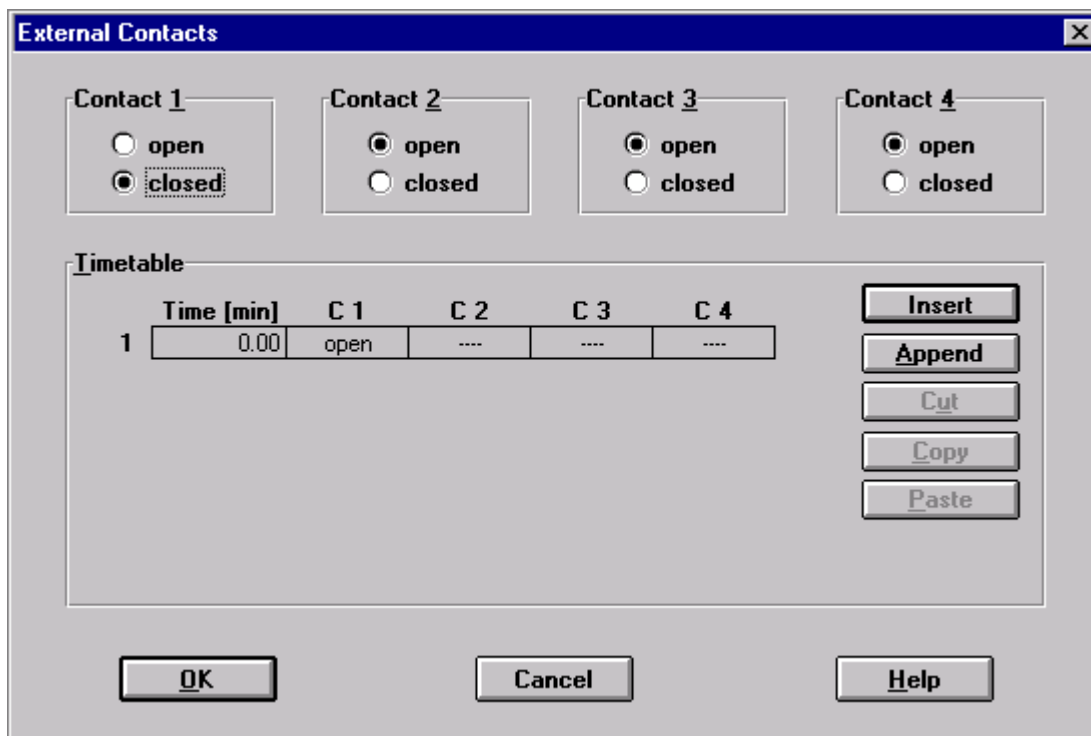 External Contacts
Contact 1 Contact 2 Contact 3 Contact 4
open open open open
closed closed closed closed
Timetable
Time [min] C 1 C 2 C 3 C 4
1 0.00 open ---- ---- ----
Insert
Append
Cut
Copy
Paste
OK Cancel Help